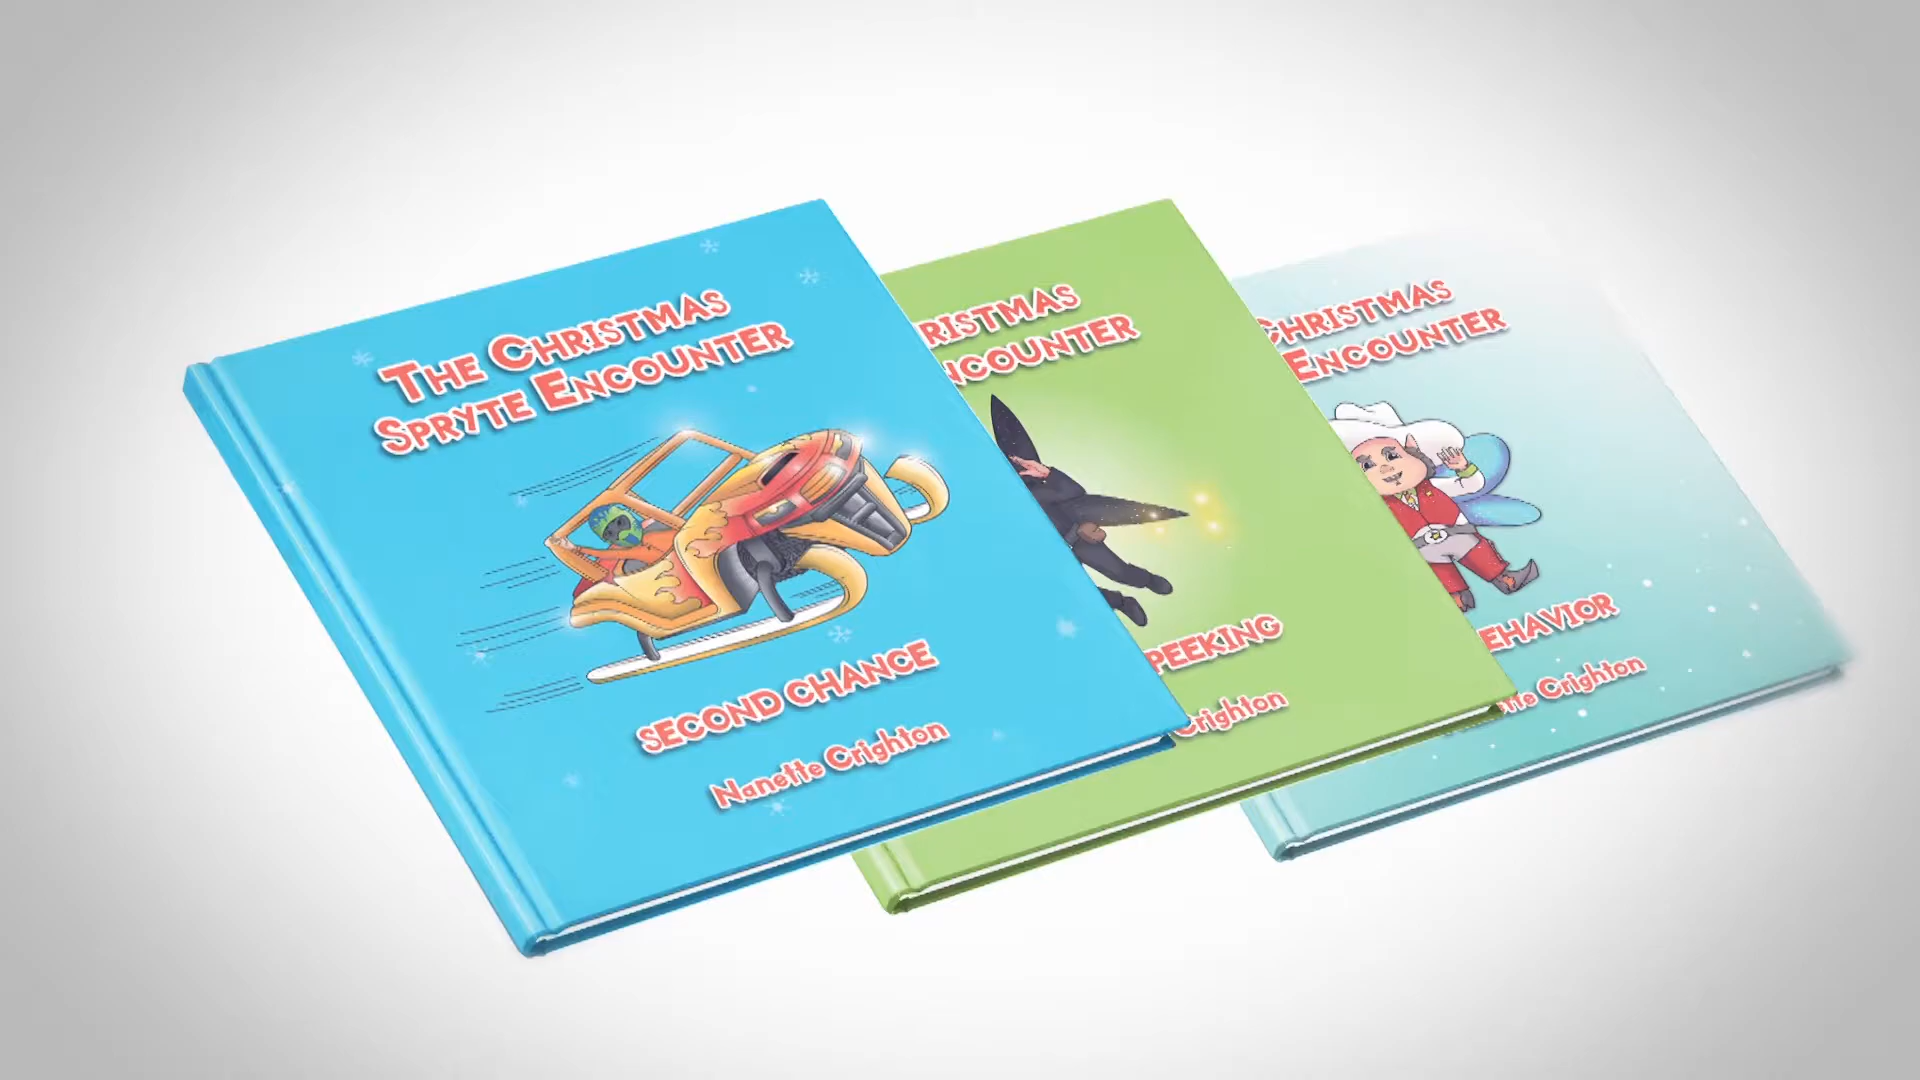 The Christmas
Spryte Encounter
SECOND CHANCE
Nanette Crighton
RISTMAS
NCOUNTER
PEEKING
Crighton
Christmas
Encounter
EHAVIOR
tte Crighton